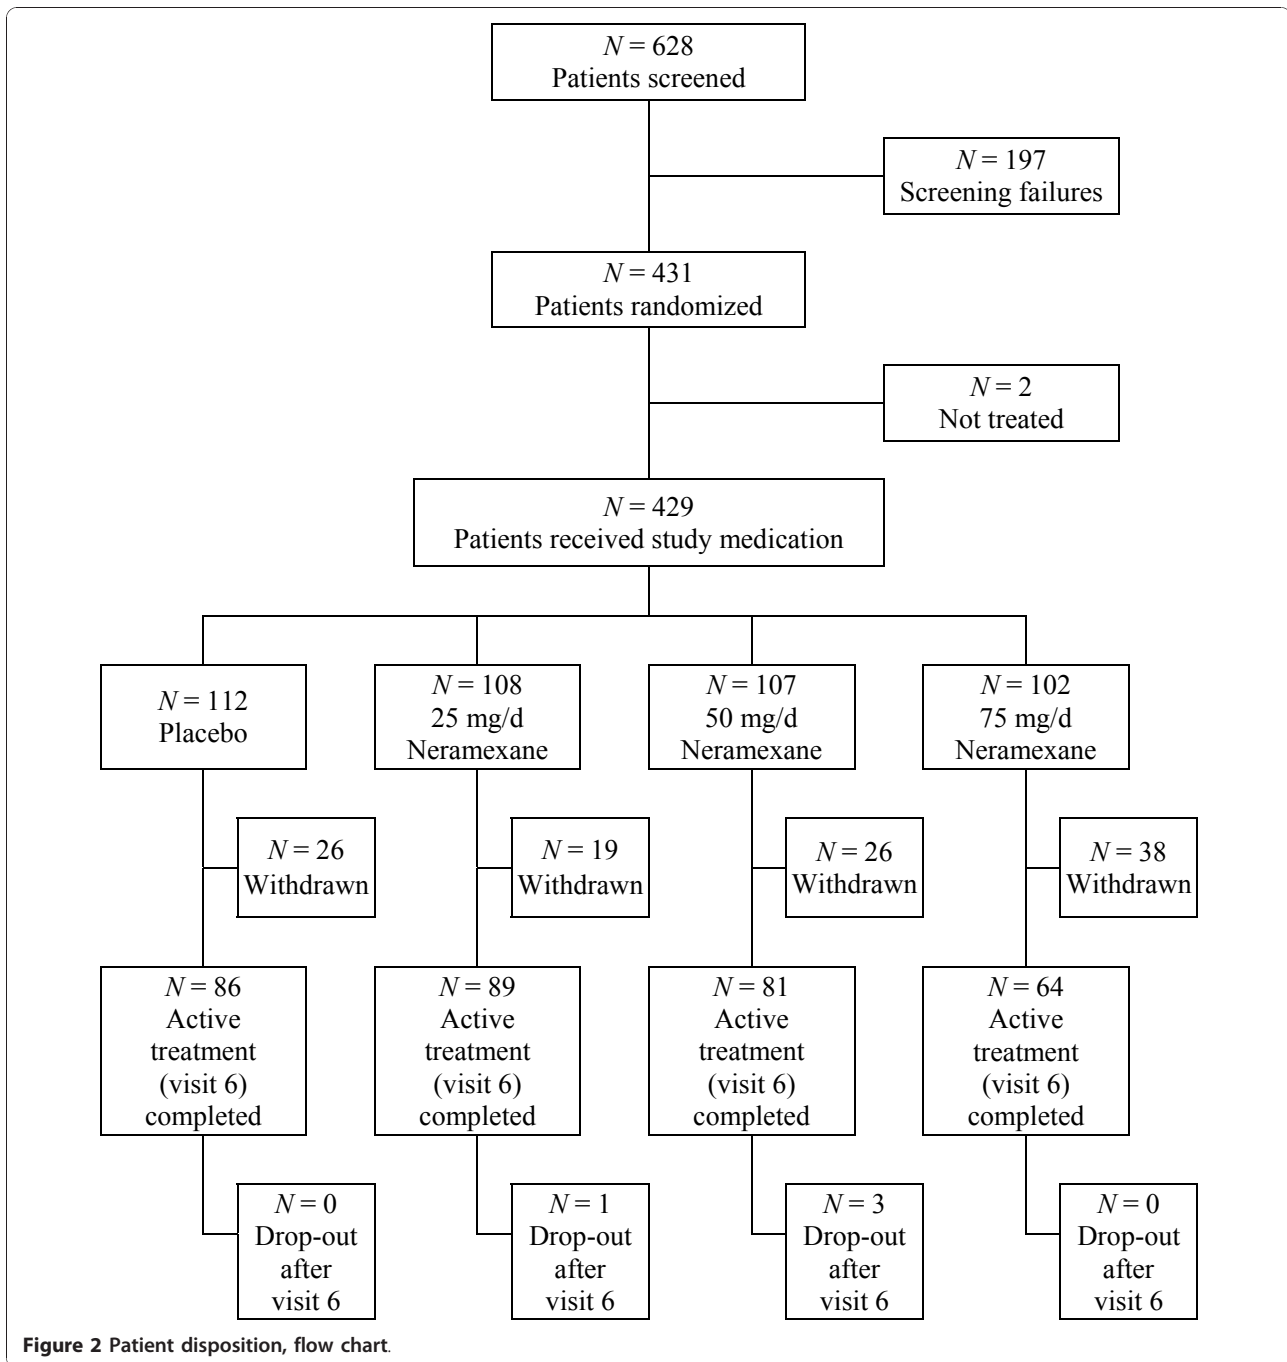 N = 628
Patients screened
N = 197
Screening failures
N = 431
Patients randomized
N = 2
Not treated
N = 429
Patients received study medication
N = 112
Placebo
N = 108
25 mg/d
Neramexane
N = 107
50 mg/d
Neramexane
N = 102
75 mg/d
Neramexane
N = 26
Withdrawn
N = 19
Withdrawn
N = 26
Withdrawn
N = 38
Withdrawn
N = 86
Active
treatment
(visit 6)
completed
N = 89
Active
treatment
(visit 6)
completed
N = 81
Active
treatment
(visit 6)
completed
N = 64
Active
treatment
(visit 6)
completed
N = 0
Drop-out
after
visit 6
N = 1
Drop-out
after
visit 6
N = 3
Drop-out
after
visit 6
N = 0
Drop-out
after
visit 6
Figure 2 Patient disposition, flow chart.